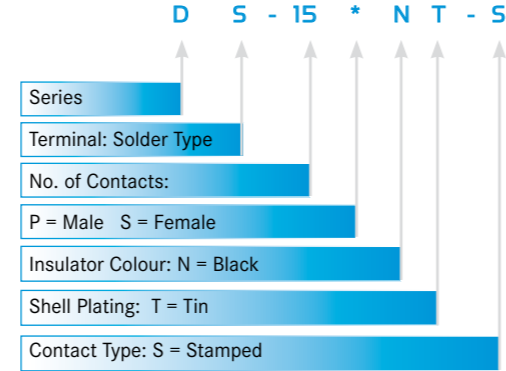 D S - 15 * N T - S
Series
Terminal: Solder Type
No. of Contacts:
P = Male S = Female
Insulator Colour: N = Black
Shell Plating: T = Tin
Contact Type: S = Stamped